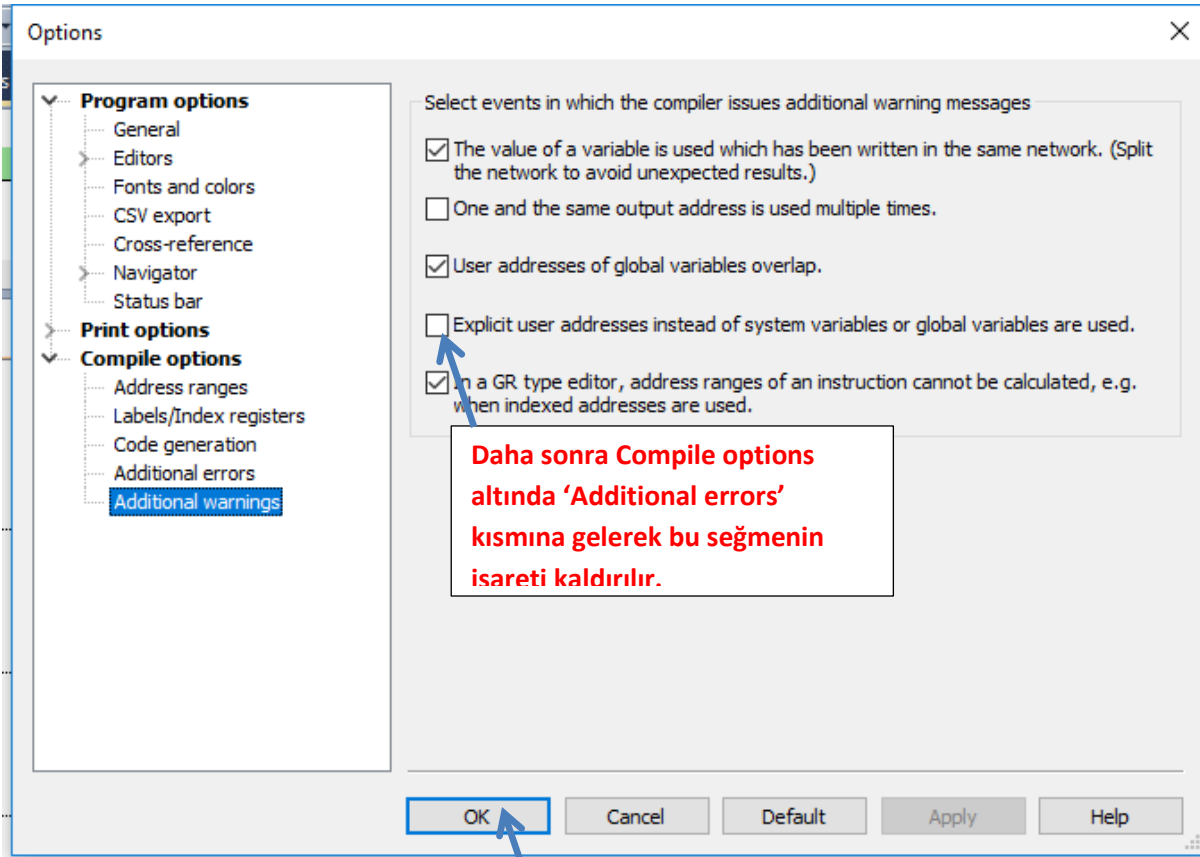 Options
s
Program options
General
Editors
Fonts and colors
CSV export
Cross-reference
Navigator
Status bar
Print options
Compile options
Address ranges
Labels/Index registers
Code generation
Additional errors
Additional warnings
Select events in which the compiler issues additional warning messages
The value of a variable is used which has been written in the same network. (Split
the network to avoid unexpected results.)
One and the same output address is used multiple times.
User addresses of global variables overlap.
Explicit user addresses instead of system variables or global variables are used.
In a GR type editor, address ranges of an instruction cannot be calculated, e.g.
when indexed addresses are used.
Daha sonra Compile options
altında ‘Additional errors’
kısmına gelerek bu seğmenin
işareti kaldırılır.
OK
Cancel
Default
Apply
Help